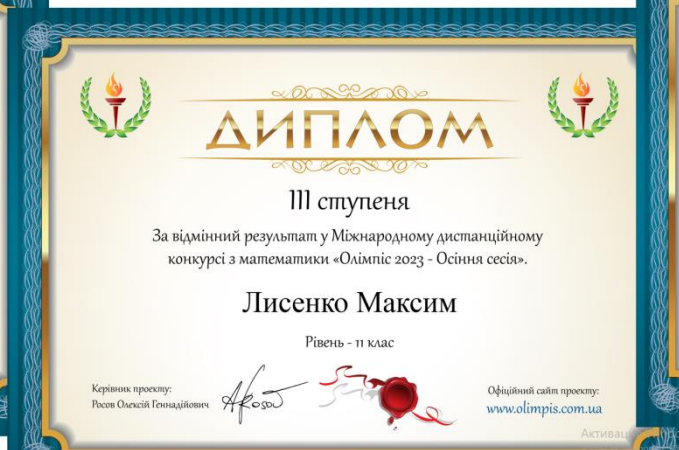 ДИПЛОМ
III ступеня
За відмінний результат у Міжнародному дистанційному
конкурсі з математики «Олімпіс 2023 - Осіння сесія».
Лисенко Максим
Рівень - 11 клас
Керівник проекту:
Росов Олексій Геннадійович
Офіційний сайт проекту:
www.olimpis.com.ua